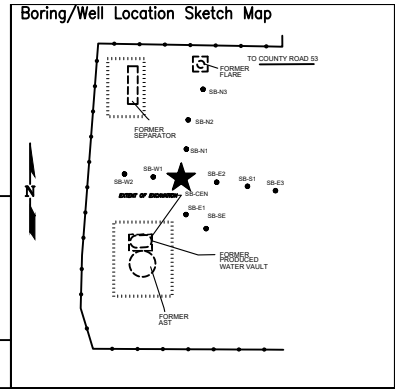 Boring/Well Location Sketch Map
TO COUNTY ROAD 53
FORMER
FLARE
SB-N3
SB-N2
FORMER
SEPARATOR
SB-N1
SB-W1
SB-W2
SB-E2
SB-S1
SB-E3
N
EXTENT OF EXCAVATION
SB-CEN
SB-E1
SB-SE
FORMER
PRODUCED
WATER VAULT
FORMER
AST